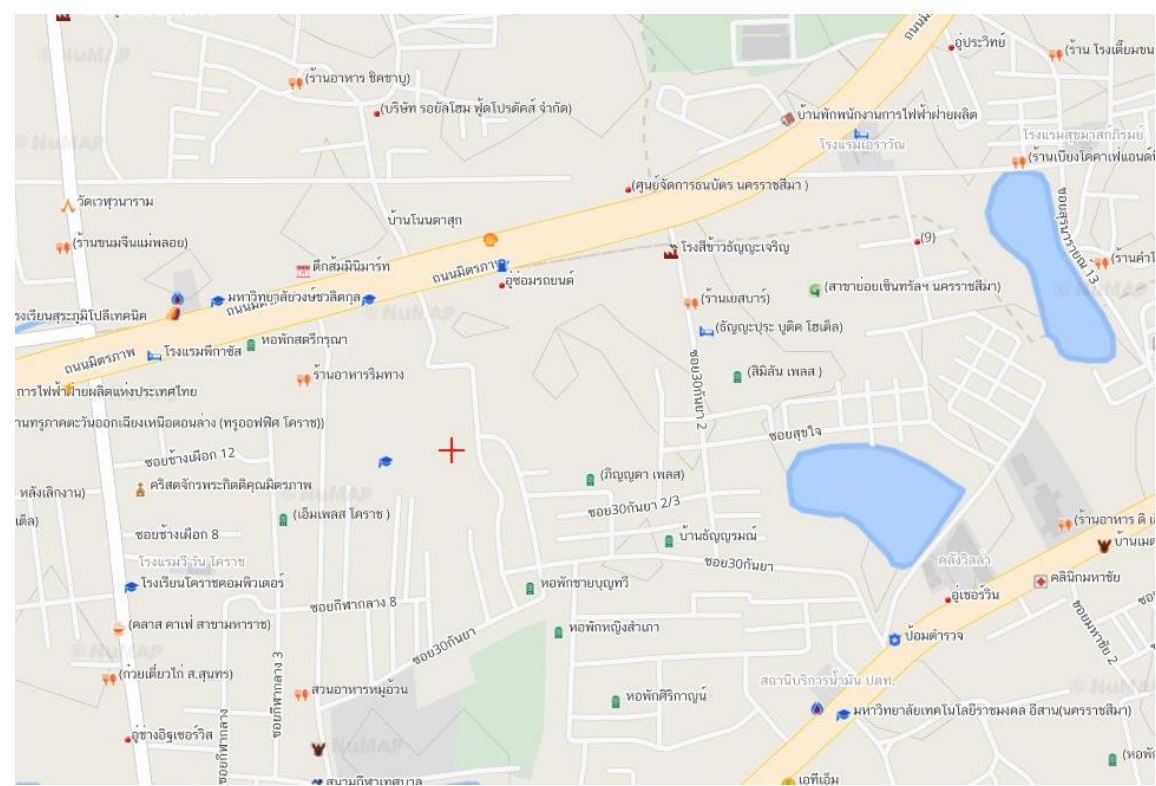 ถนนมิ
อู่ประวิทย์
(ร้าน โรงเตี๊ยมขน
© NuMAP
(ร้านอาหาร ชิคชาบู)
(บริษัท รอยัลโฮม ฟู้ดโปรดัคส์ จำกัด)
บ้านพักพนักงานการไฟฟ้าฝ่ายผลิต
© NuMAP
โรงแรมเอราวัณ
โรงแรมสุขมาสก์ภิรมย์
(ร้านเบียงโคคาเฟ่แอนด์บิ
(ศูนย์จัดการธนบัตร นครราชสีมา )
วัดเวฬุวนาราม
บ้านโนนตาสุก
ซอยสุรนารายณ์ 13
(ร้านขนมจีนแม่พลอย)
โรงสีข้าวธัญญะเจริญ
(9)
ตึกส้มมินิมาร์ท
ถนนมิตรภาพ
อู่ซ่อมรถยนต์
(สาขาย่อยเซ็นทรัลฯ นครราชสีมา)
มหาวิทยาลัยวงษ์ชวลิตกุล
(ร้านเยสบาร์)
รงเรียนสุระภูมิโปลีเทคนิค
© NuMAP
(ธัญญะปุระ บูติค โฮเต็ล)
ถนนมิตรภาพ
โรงแรมพีกาซัส
หอพักสตรีกรุณา
ซอย30กันยา 2
(สิมิลัน เพลส )
ร้านอาหารริมทาง
การไฟฟ้าฝ่ายผลิตแห่งประเทศไทย
านทรูภาคตะวันออกเฉียงเหนือตอนล่าง (ทรูออฟฟิศ โคราช))
ซอยสุขใจ
ซอยช้างเผือก 12
(ภิญญดา เพลส)
คริสตจักรพระกิตติคุณมิตรภาพ
หลังเลิกงาน)
© NuMAP
ซอย30กันยา 2/3
(เอ็มเพลส โคราช )
เต็ล)
(ร้านอาหาร ดิ เ
ซอยช้างเผือก 8
บ้านธัญญรมณ์
บ้านเมต
โรงแรมวี วัน โคราช
ซอย30กันยา
คลังวิลล่า
โรงเรียนโคราชคอมพิวเตอร์
หอพักชายบุญทวี
คลินิกมหาชัย
อู่เชอร์วิน
ซอยกีฬากลาง 8
(คลาส คาเฟ่ สาขามหาราช)
หอพักหญิงสำเภา
ป้อมตำรวจ
ซอยมหาชัย 2
© NuMAP
ซอย30กันยา
(ก๋วยเตี๋ยวไก่ ส.สุนทร)
สถานีบริการน้ำมัน ปตท.
สวนอาหารหมูอ้วน
หอพักศิริกาญน์
ซอยกีฬากลาง 3
มหาวิทยาลัยเทคโนโลยีราชมงคล อีสาน(นครราชสีมา)
อู่ช่างอิฐเซอร์วิส
ซอยกีฬากลาง
NuMAP
(หอพัก
สนามกีฬาเทศบาล
เอทีเอ็ม